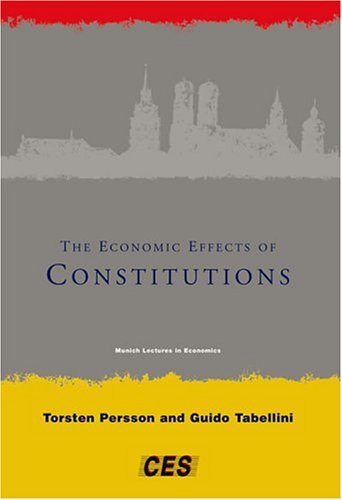 THE ECONOMIC EFFECTS OF
CONSTITUTIONS
Munich Lectures in Economics
Torsten Persson and Guido Tabellini
CES